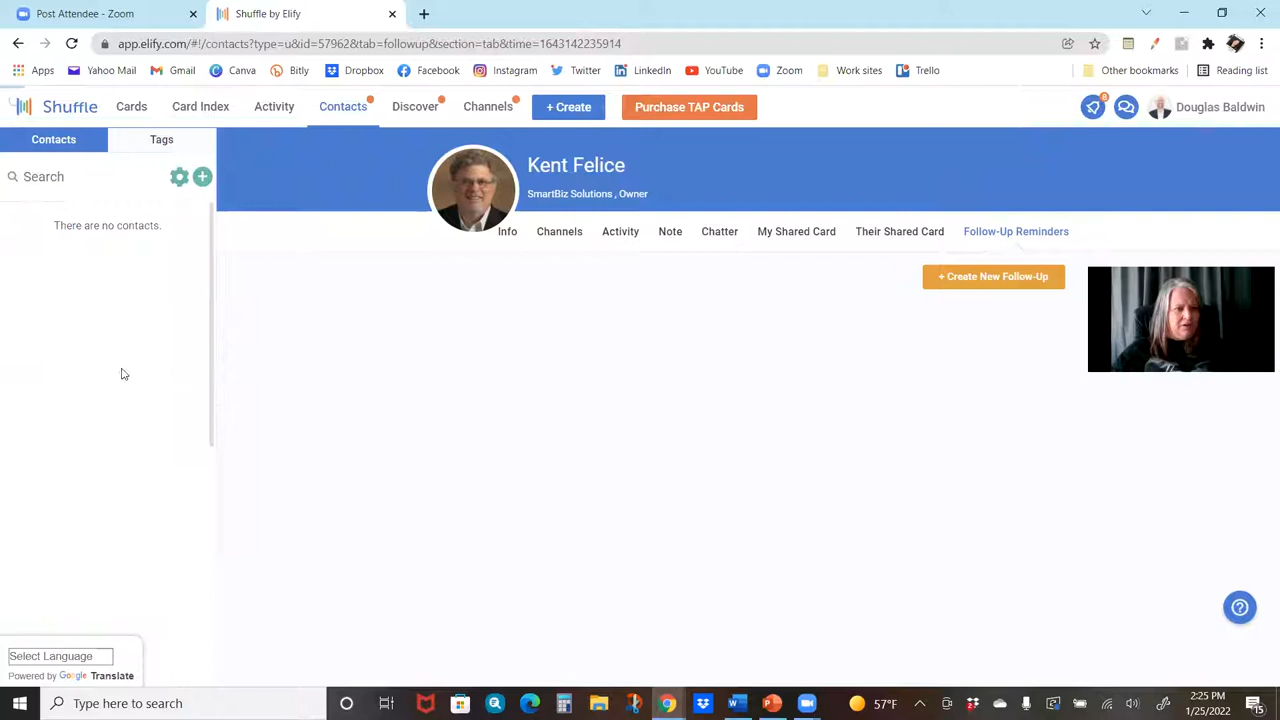 Post Attendee - Zoom
Shuffle by Elify
app.elify.com/#!/contacts?type=u&id=57962&tab=followup&section=tab&time=1643142235914
Apps Yahoo Mail Gmail Canva Bitly Dropbox Facebook Instagram Twitter LinkedIn YouTube Zoom Work sites Trello Other bookmarks Reading list
Shuffle Cards Card Index Activity Contacts Discover Channels + Create Purchase TAP Cards 8 Douglas Baldwin
Contacts Tags
Kent Felice
Search
SmartBiz Solutions , Owner
There are no contacts.
Info Channels Activity Note Chatter My Shared Card Their Shared Card Follow-Up Reminders
+ Create New Follow-Up
Select Language
Powered by Google Translate
Type here to search
57°F
2:25 PM
1/25/2022
15